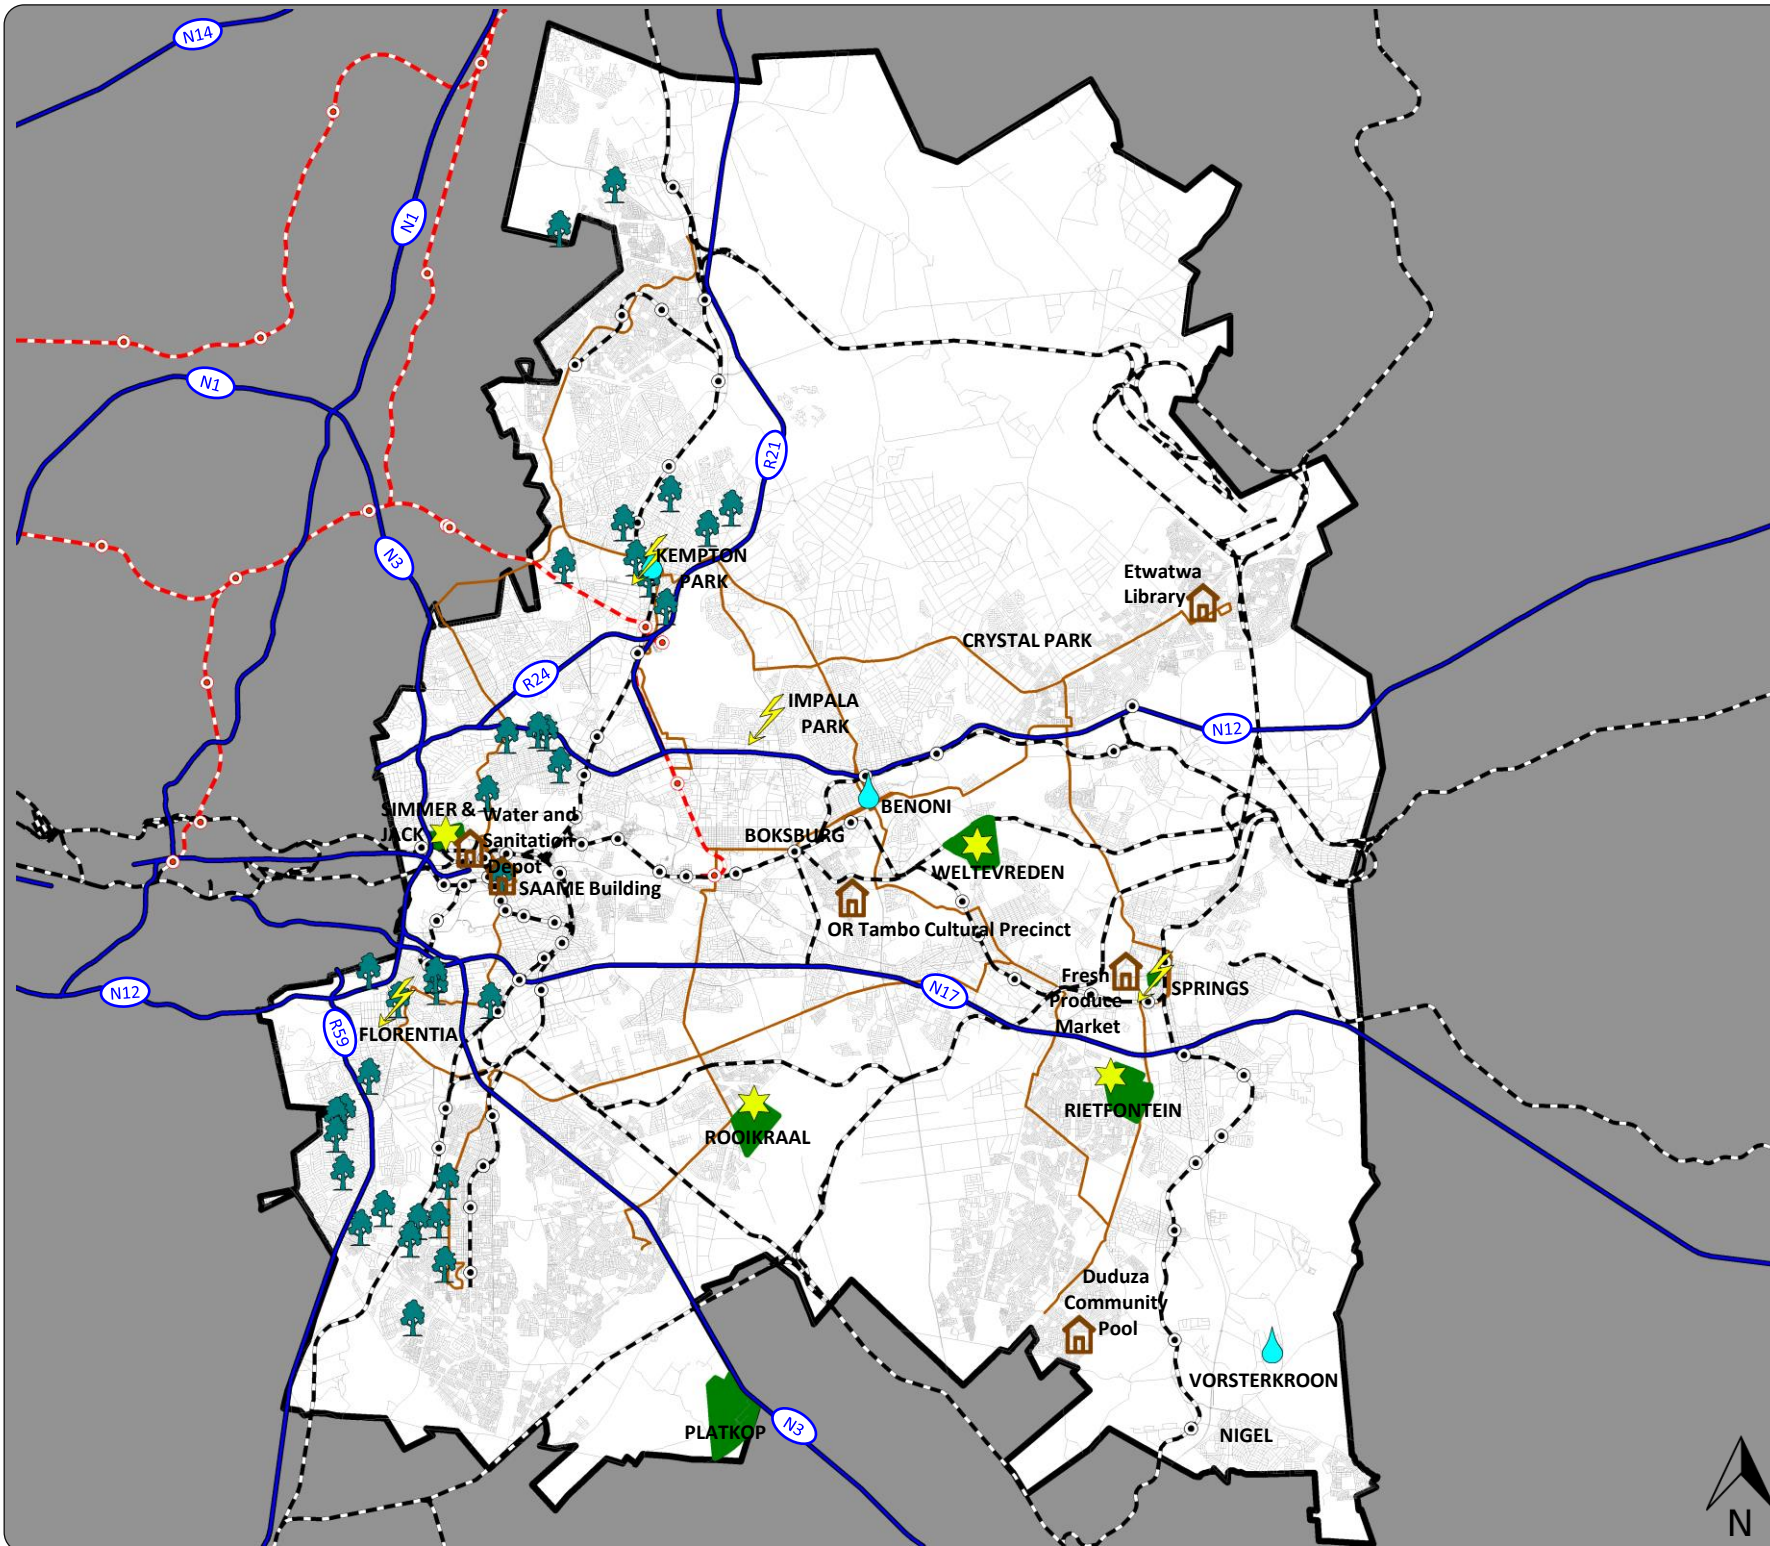 N14
N1
N1
R21
N3
KEMPTON
PARK
Etwatwa
Library
CRYSTAL PARK
R24
IMPALA
PARK
N12
SIMMER &
JACK
Water and
Sanitation
Depot
BENONI
BOKSBURG
WELTEVREDEN
SAAME Building
OR Tambo Cultural Precinct
N12
N17
Fresh
Produce
Market
SPRINGS
R59
FLORENTIA
RIETFONTEIN
ROOIKRAAL
Duduza
Community
Pool
VORSTERKROON
PLATKOP
N3
NIGEL
N